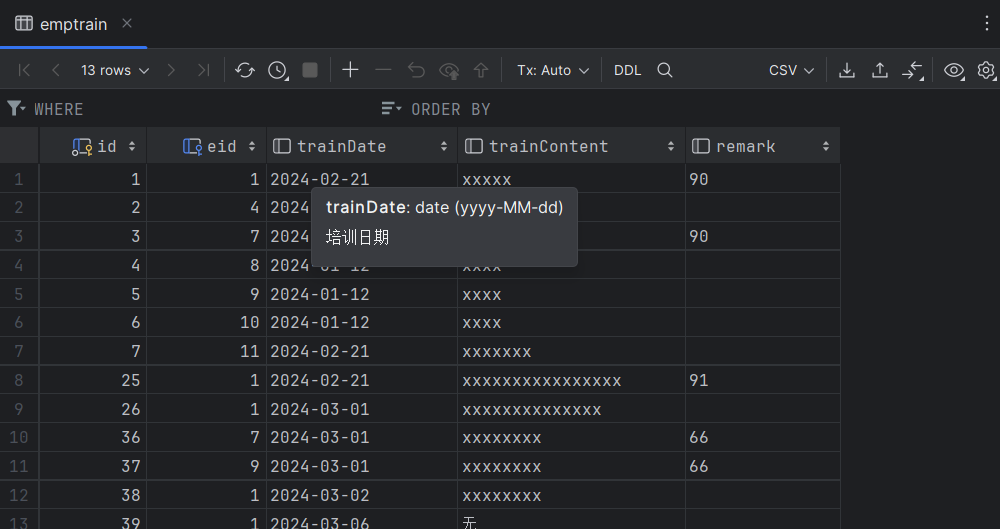 emptrain
13 rows Tx: Auto DDL CSV
WHERE ORDER BY
id eid trainDate trainContent remark
1 1 1 2024-02-21 xxxxx 90
2 2 4 2024
3 3 7 2024 90
4 4 8 2024-01-12 xxxx
trainDate: date (yyyy-MM-dd)
培训日期
5 5 9 2024-01-12 xxxx
6 6 10 2024-01-12 xxxx
7 7 11 2024-02-21 xxxxxxx
8 25 1 2024-02-21 xxxxxxxxxxxxxxxx 91
9 26 1 2024-03-01 xxxxxxxxxxxxxx
10 36 7 2024-03-01 xxxxxxxx 66
11 37 9 2024-03-01 xxxxxxxx 66
12 38 1 2024-03-02 xxxxxxxx
13 39 1 2024-03-06 无